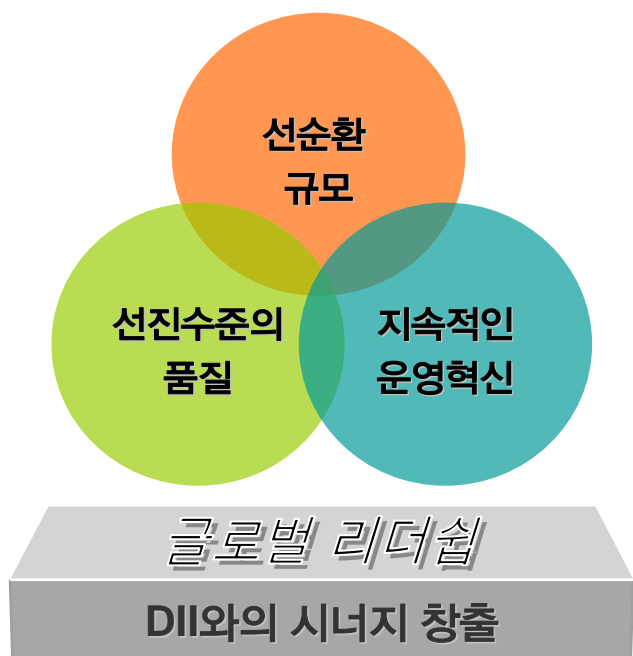 선순환
규모
선진수준의
품질
지속적인
운영혁신
글로벌 리더쉽
DII와의 시너지 창출